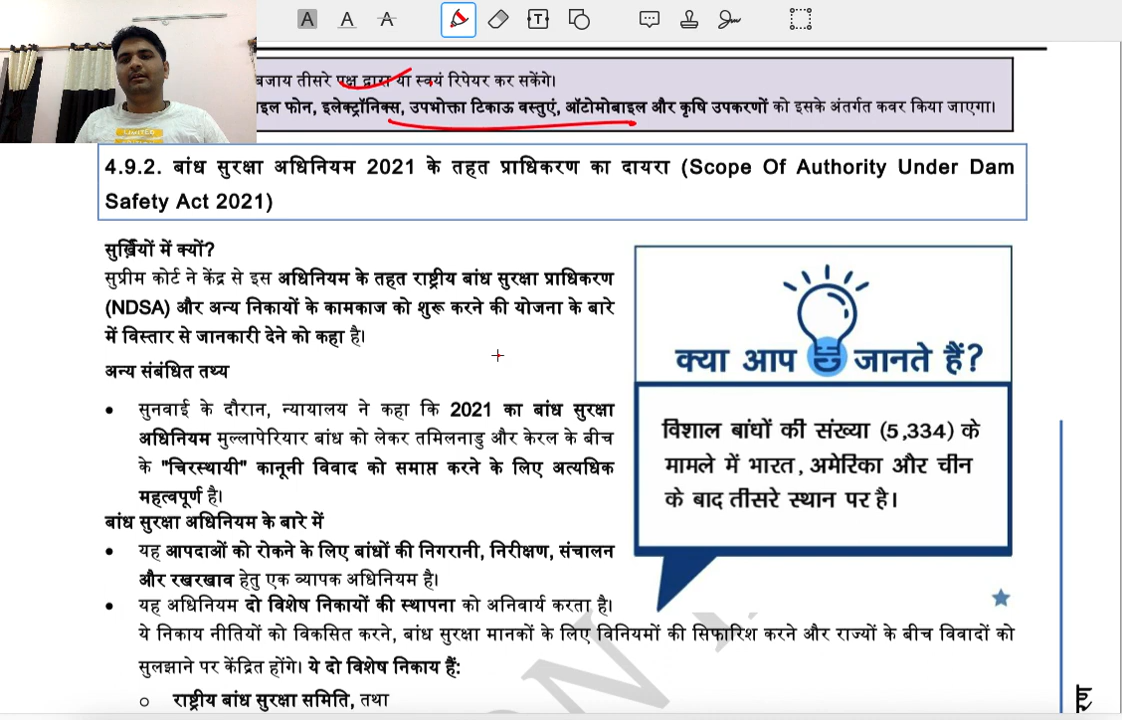 A A A T
बजाय तीसरे पक्ष द्वारा या स्वयं रिपेयर कर सकेंगे।
इल फोन, इलेक्ट्रॉनिक्स, उपभोक्ता टिकाऊ वस्तुएं, ऑटोमोबाइल और कृषि उपकरणों को इसके अंतर्गत कवर किया जाएगा।
LIMITED
EDITION
4.9.2. बांध सुरक्षा अधिनियम 2021 के तहत प्राधिकरण का दायरा (Scope Of Authority Under Dam
Safety Act 2021)
सुर्ख़ियों में क्यों?
सुप्रीम कोर्ट ने केंद्र से इस अधिनियम के तहत राष्ट्रीय बांध सुरक्षा प्राधिकरण
(NDSA) और अन्य निकायों के कामकाज को शुरू करने की योजना के बारे
में विस्तार से जानकारी देने को कहा है।
अन्य संबंधित तथ्य
• सुनवाई के दौरान, न्यायालय ने कहा कि 2021 का बांध सुरक्षा
अधिनियम मुल्लापेरियार बांध को लेकर तमिलनाडु और केरल के बीच
के "चिरस्थायी" कानूनी विवाद को समाप्त करने के लिए अत्यधिक
महत्वपूर्ण है।
क्या आप जानते हैं?
विशाल बांधों की संख्या (5,334) के
मामले में भारत, अमेरिका और चीन
के बाद तीसरे स्थान पर है।
बांध सुरक्षा अधिनियम के बारे में
• यह आपदाओं को रोकने के लिए बांधों की निगरानी, निरीक्षण, संचालन
और रखरखाव हेतु एक व्यापक अधिनियम है।
• यह अधिनियम दो विशेष निकायों की स्थापना को अनिवार्य करता है।
ये निकाय नीतियों को विकसित करने, बांध सुरक्षा मानकों के लिए विनियमों की सिफारिश करने और राज्यों के बीच विवादों को
सुलझाने पर केंद्रित होंगे। ये दो विशेष निकाय हैं:
○ राष्ट्रीय बांध सुरक्षा समिति, तथा